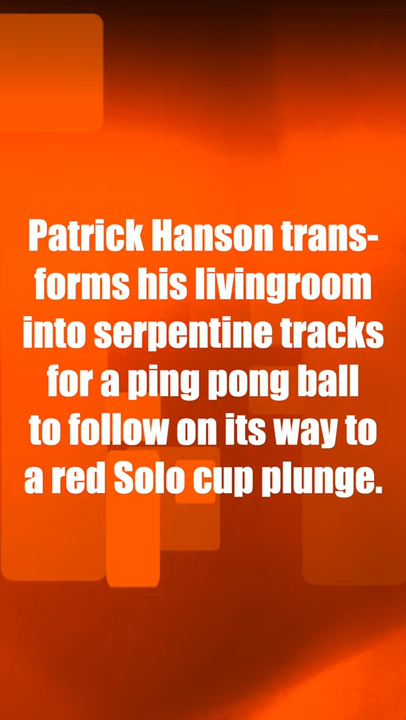 Patrick Hanson trans-
forms his livingroom
into serpentine tracks
for a ping pong ball
to follow on its way to
a red Solo cup plunge.